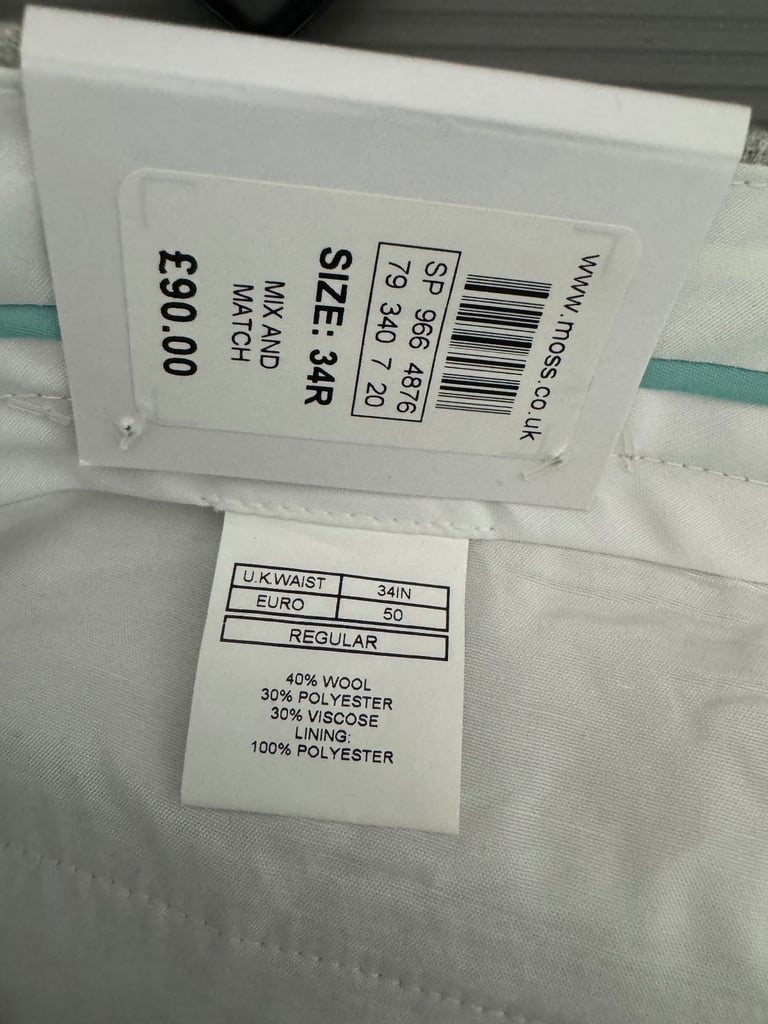 www.moss.co.uk
SP 966 4876
79 340 7 20
SIZE: 34R
MIX AND
MATCH
£90.00
U.K.WAIST 34IN
EURO 50
REGULAR
40% WOOL
30% POLYESTER
30% VISCOSE
LINING:
100% POLYESTER